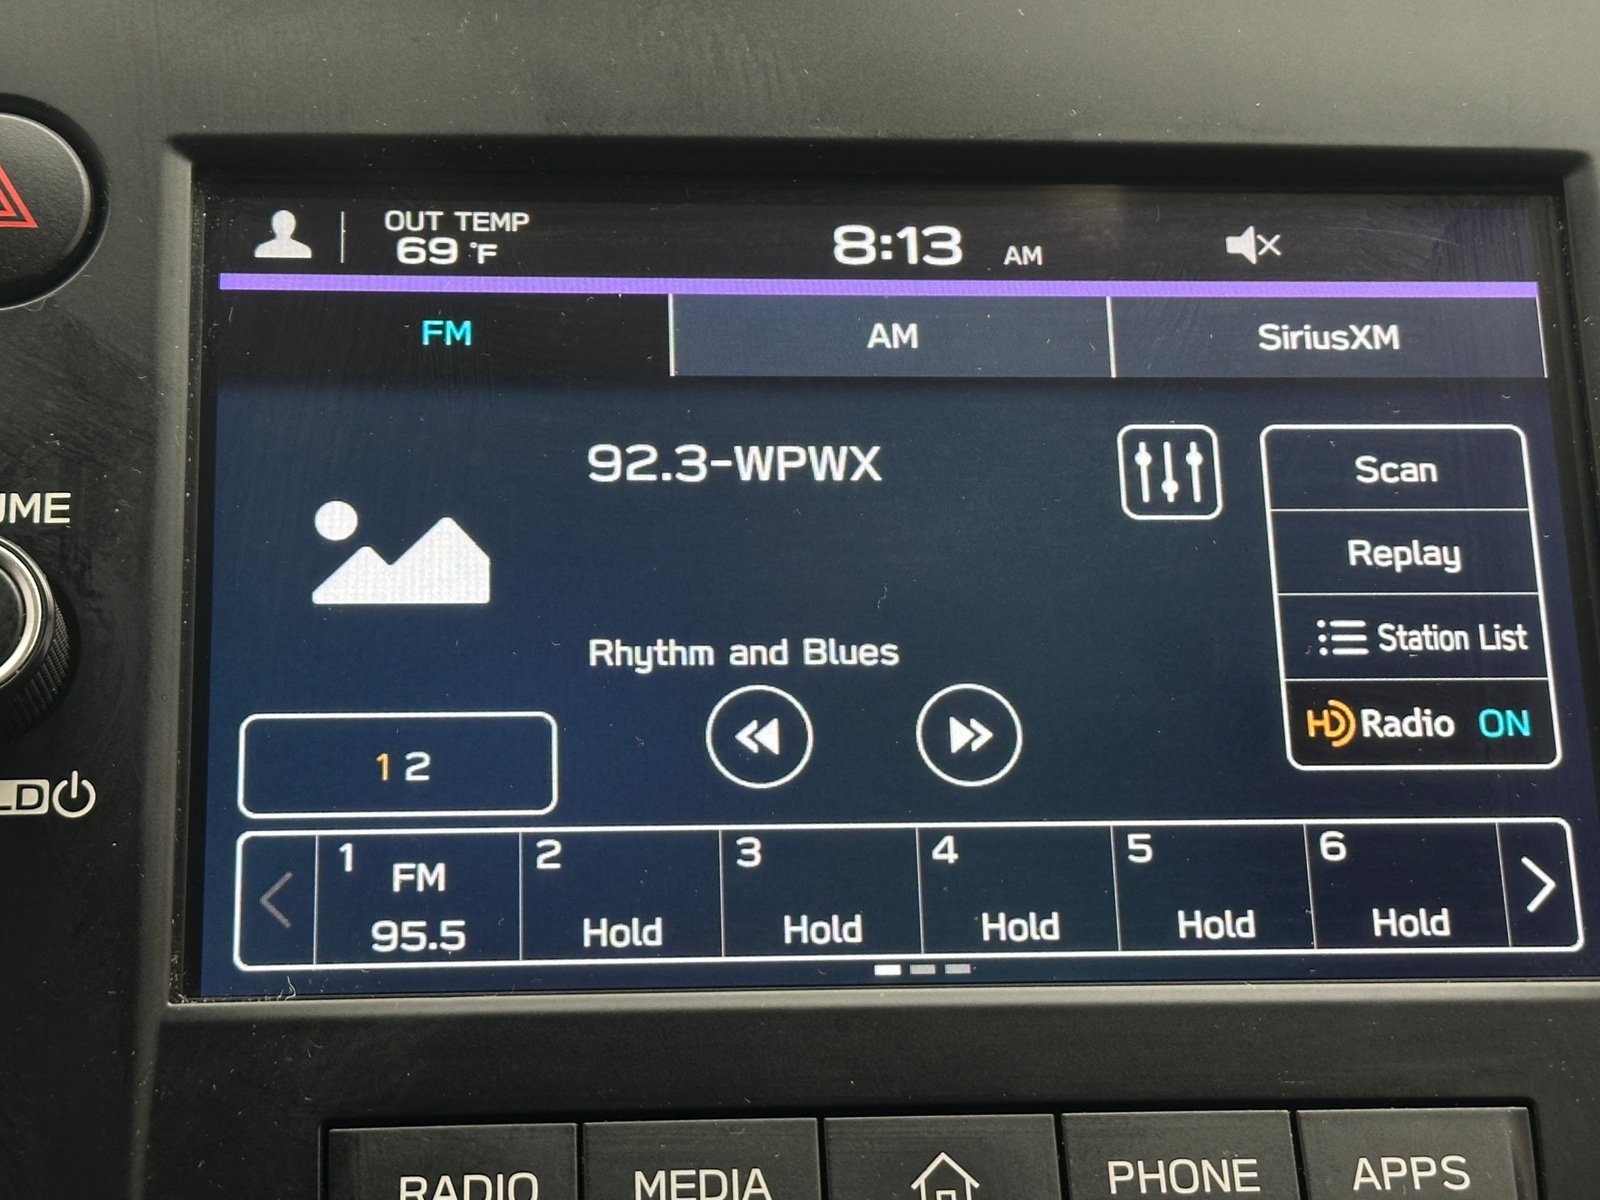 OUT TEMP
69 °F
8:13 AM
FM
AM
SiriusXM
UME
92.3-WPWX
Scan
Replay
Station List
HD Radio ON
Rhythm and Blues
1 2
LD
1 FM
95.5
2 Hold
3 Hold
4 Hold
5 Hold
6 Hold
RADIO
MEDIA
PHONE
APPS